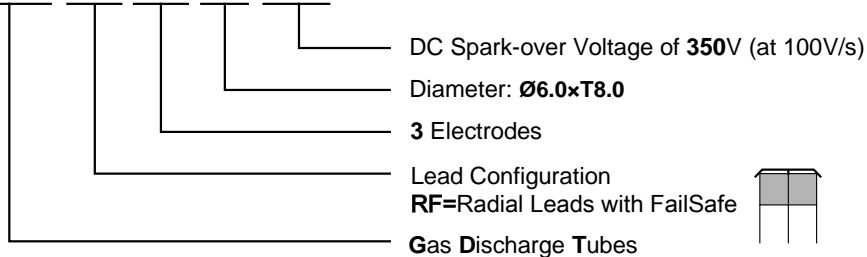 DC Spark-over Voltage of 350V (at 100V/s)
Diameter: Ø6.0×T8.0
3 Electrodes
Lead Configuration
RF=Radial Leads with FailSafe
Gas Discharge Tubes